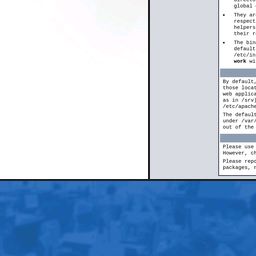 global
They ar
respect
helpers
their r
The bin
default
/etc/in
work wi
By default,
those locat
web applica
as in /srv)
/etc/apache
The default
under /var/
out of the
Please use
However, ch
Please repo
packages, r